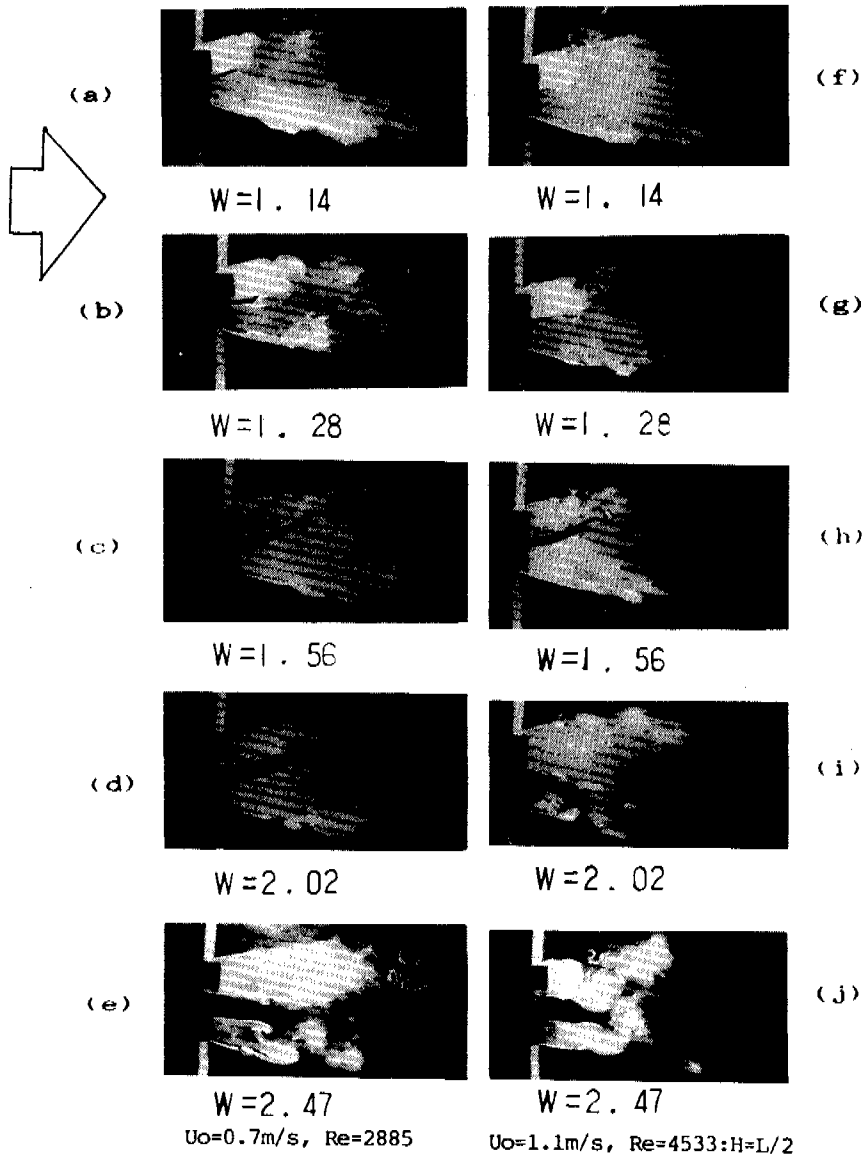 (a)
(f)
W=1. 14
W=1. 14
(b)
(g)
W=1. 28
W=1. 28
(c)
(h)
W=1. 56
W=1. 56
(d)
(i)
W=2. 02
W=2. 02
(e)
(j)
W=2. 47
W=2. 47
Uo=0.7m/s, Re=2885
Uo=1.1m/s, Re=4533:H=L/2